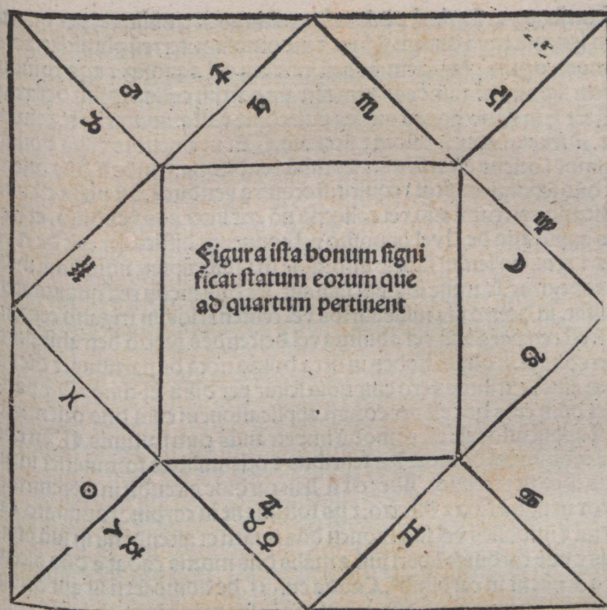 Figura iſta bonum ſigni
ficat ſtatum eorum que
ad quartum pertinent